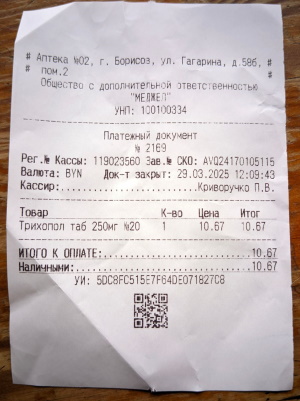 # Аптека №02, г. Борисов, ул. Гагарина, д.58б, #
# пом.2 #
Общество с дополнительной ответственностью
"МЕДЖЕЛ"
УНП: 100100334
Платежный документ
№ 2169
Рег.№ Кассы: 119023560 Зав.№ СКО: AVQ24170105115
Валюта: BYN Док-т закрыт: 29.03.2025 12:09:43
Кассир: Криворучко П.В.
Товар К-во Цена Итог
Трихопол таб 250мг №20 1 10.67 10.67
ИТОГО К ОПЛАТЕ: 10.67
Наличными: 10.67
УИ: 5DC8FC515E7F64DE071827C8